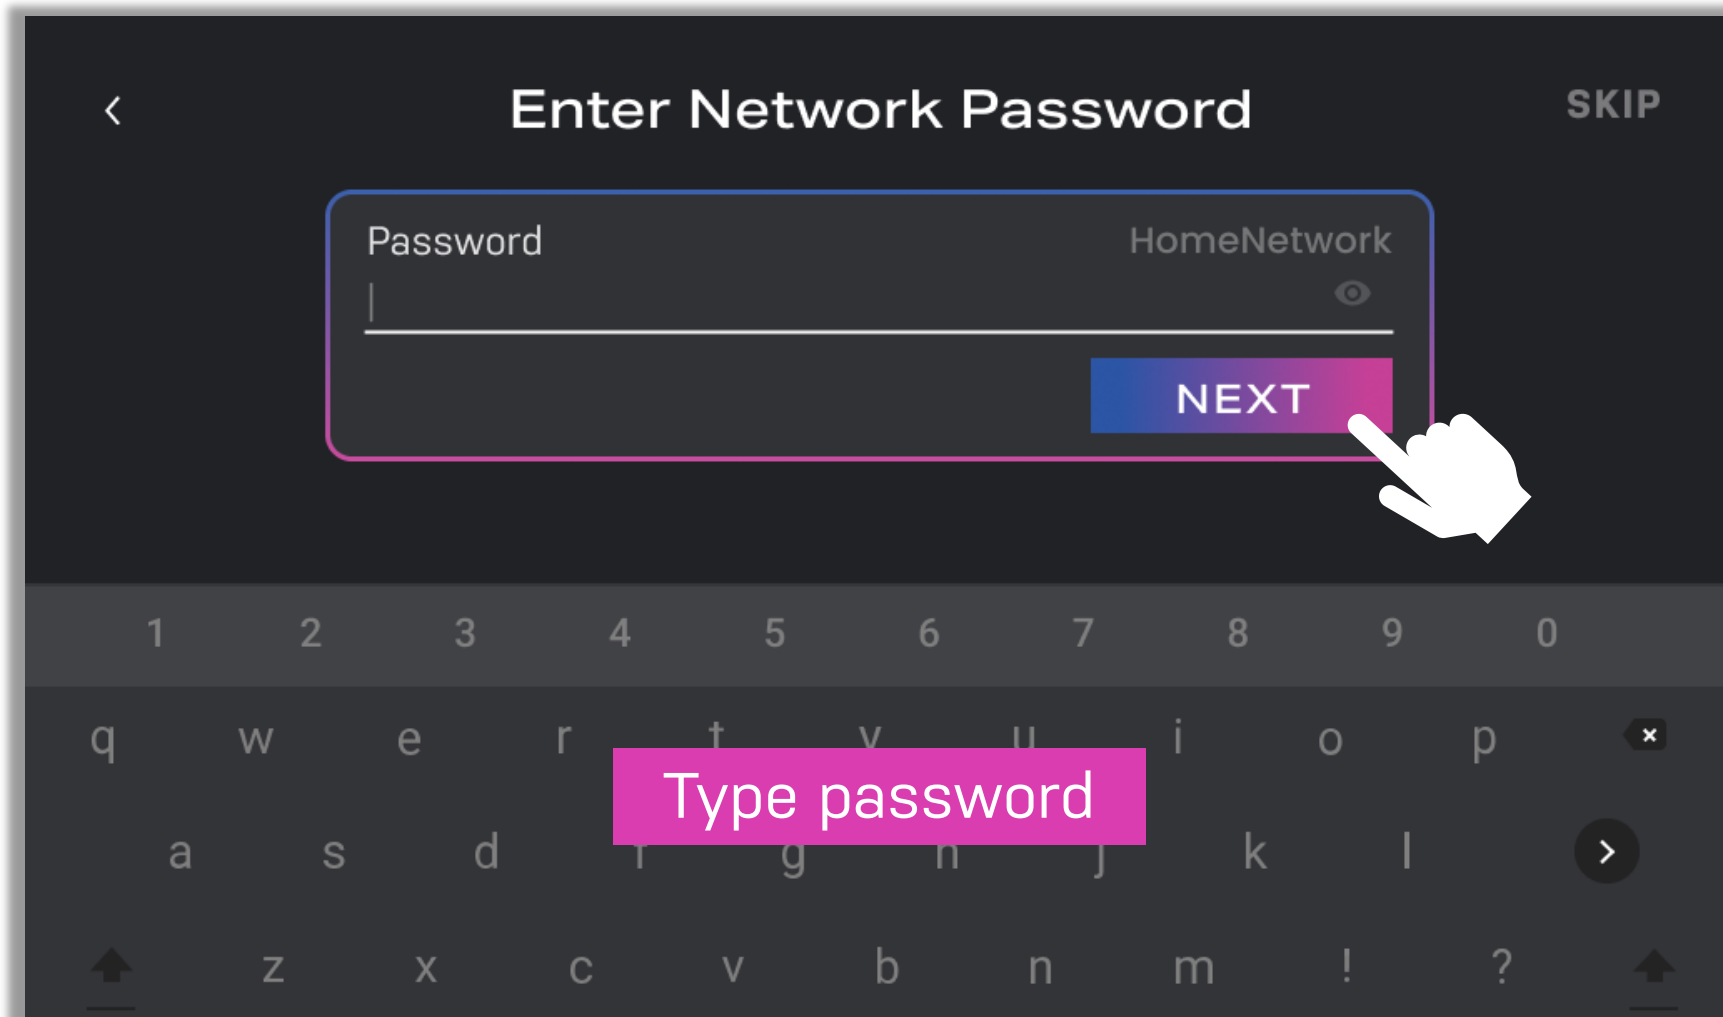 Enter Network Password
SKIP
Password
HomeNetwork
NEXT
1 2 3 4 5 6 7 8 9 0
q w e r t y u i o p
Type password
a s d f g h j k l
z x c v b n m ! ?